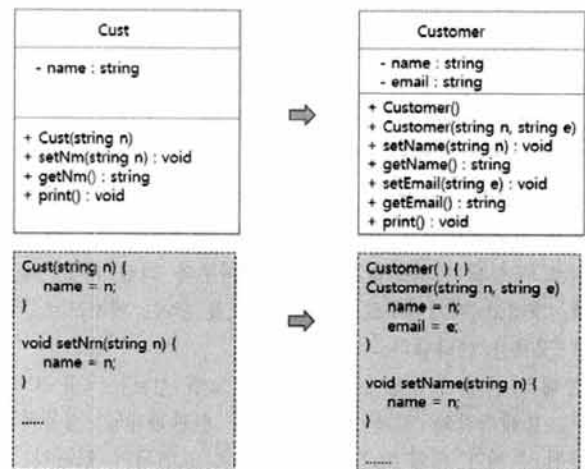 Cust
- name : string
+ Cust(string n)
+ setNm(string n) : void
+ getNm() : string
+ print() : void
Customer
- name : string
- email : string
+ Customer()
+ Customer(string n, string e)
+ setName(string n) : void
+ getName() : string
+ setEmail(string e) : void
+ getEmail() : string
+ print() : void
Cust(string n) {
name = n;
}
void setNm(string n) {
name = n;
}
......
Customer( ) { }
Customer(string n, string e)
name = n;
email = e;
}
void setName(string n) {
name = n;
}
......